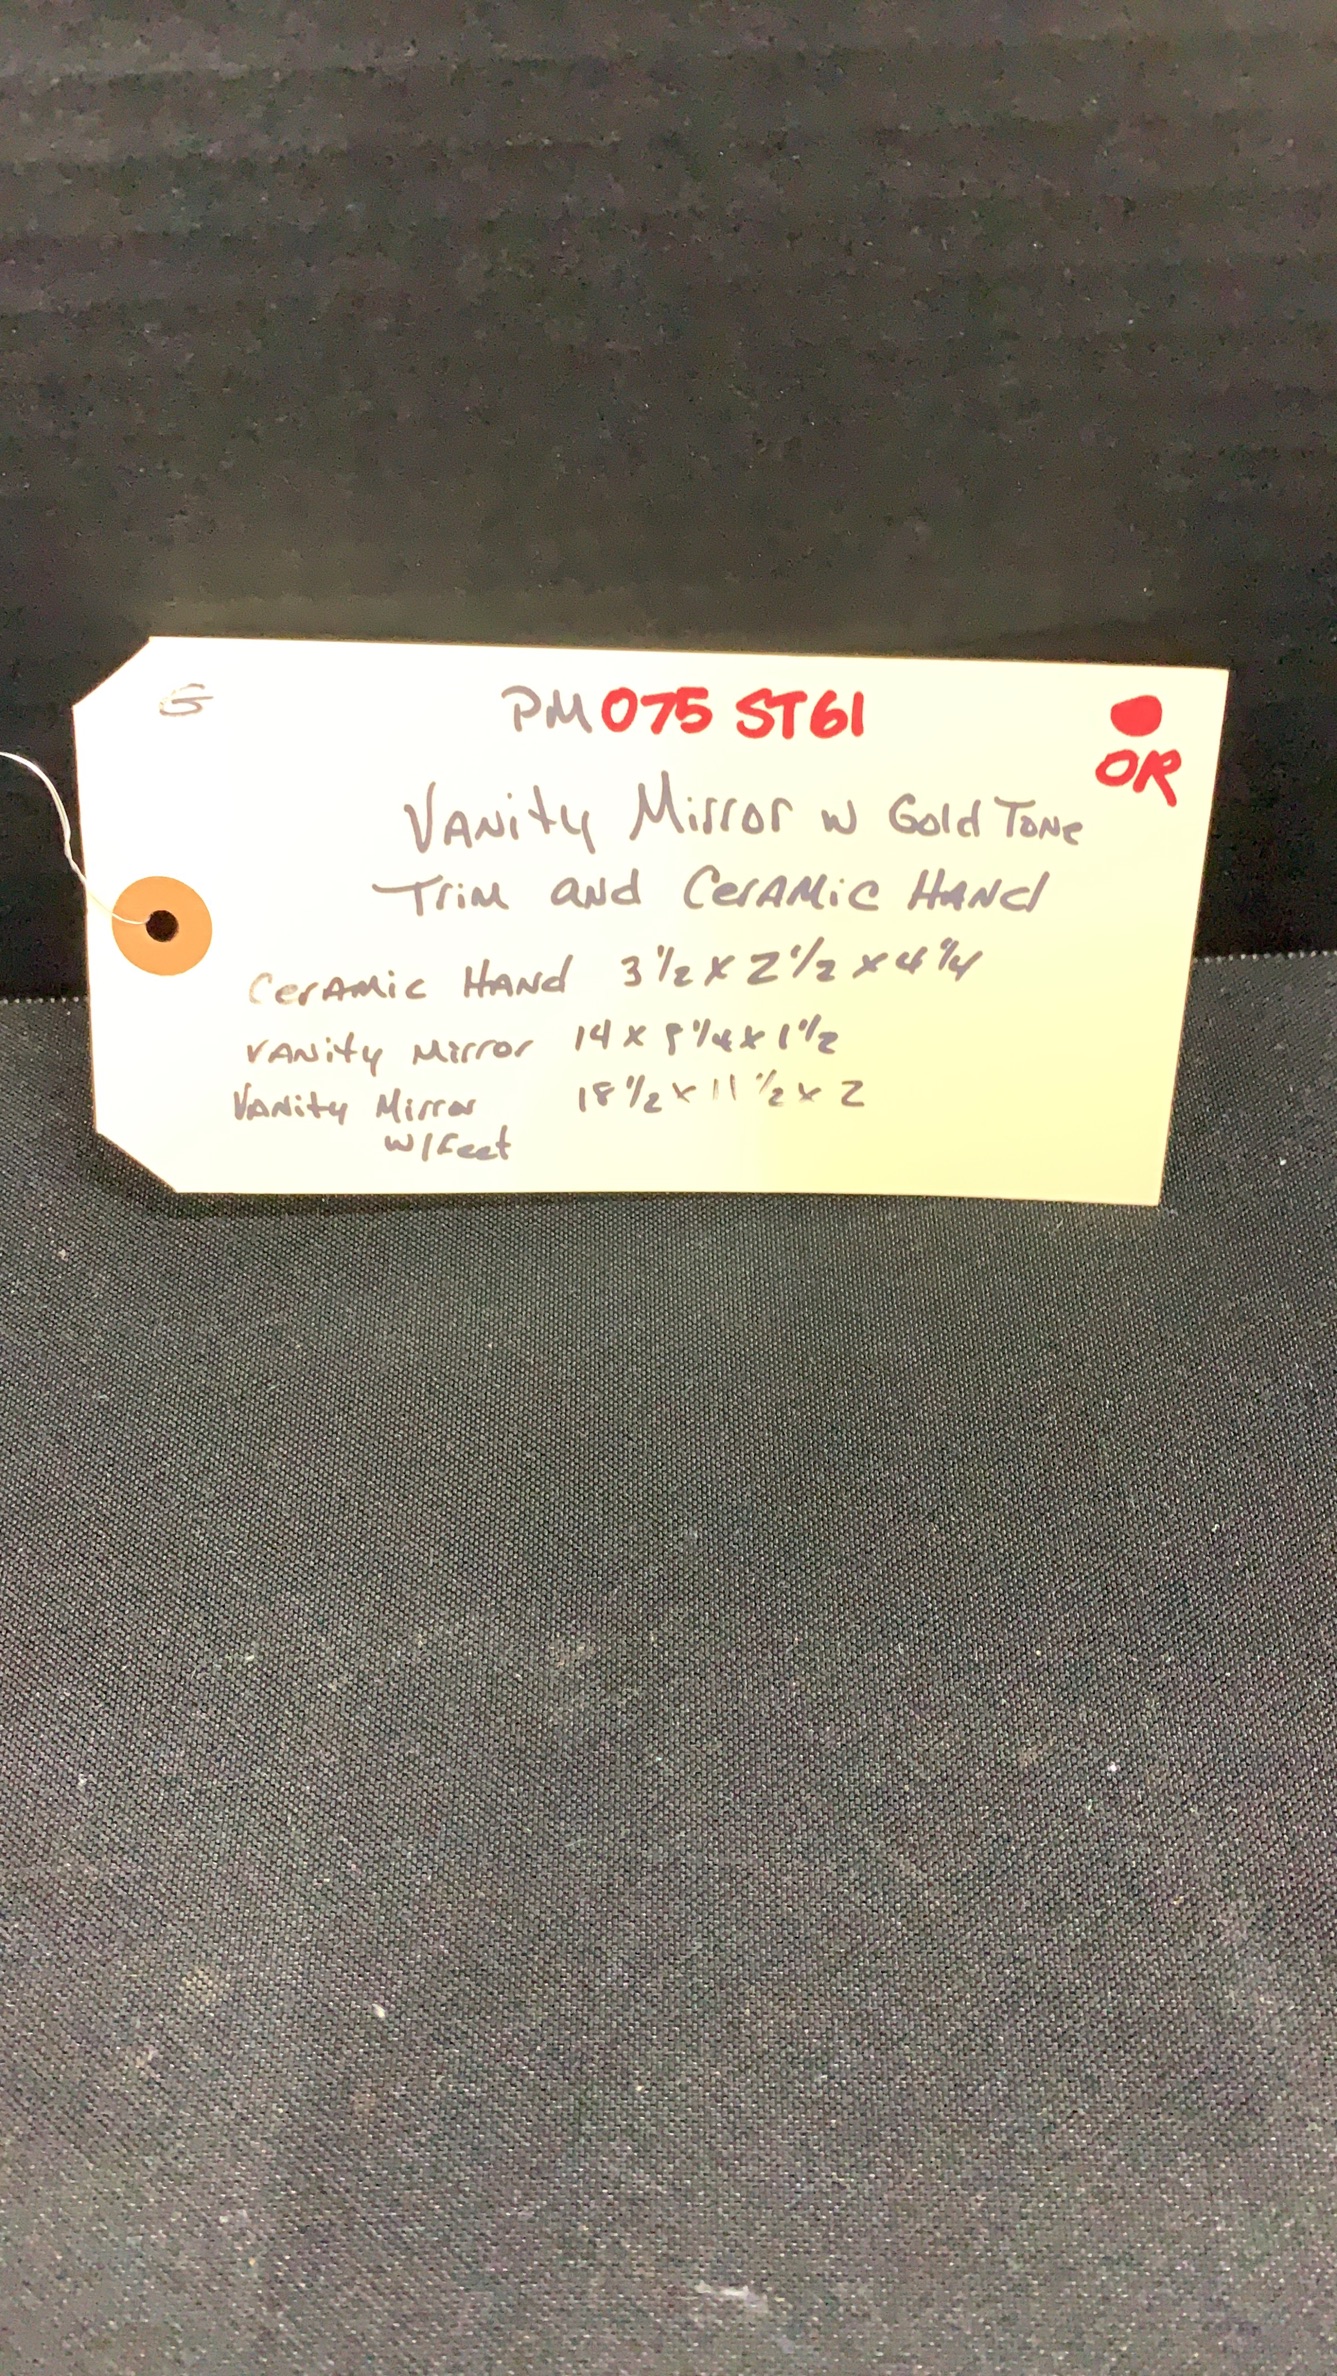 G
PM 075 ST61
OR
Vanity Mirror w Gold Tone
Trim and Ceramic Hand
Ceramic Hand 3 1/2 x 2 1/2 x 4 1/4
Vanity Mirror 14 x 8 1/4 x 1 1/2
Vanity Mirror 18 1/2 x 11 1/2 x 2
w/feet